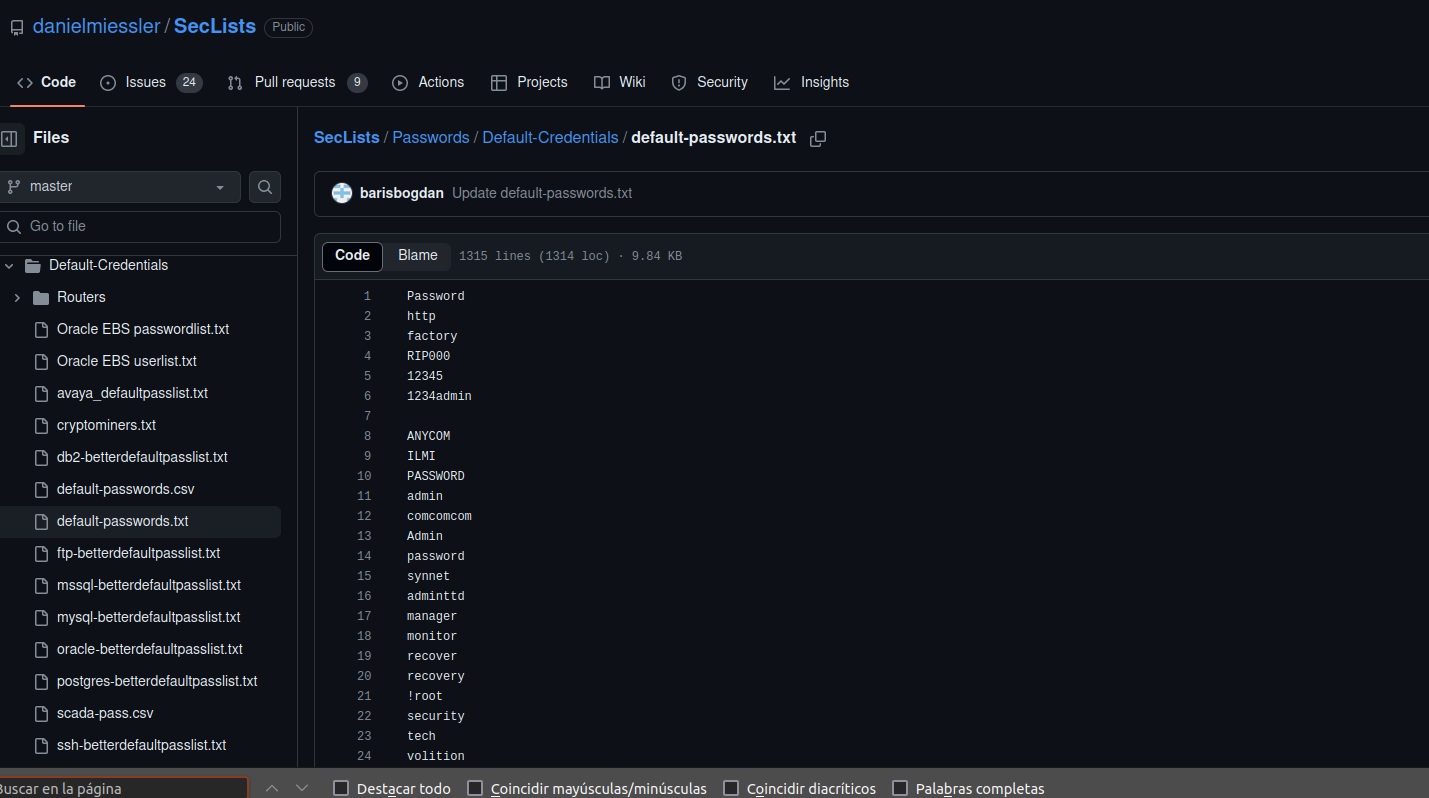 danielmiessler / SecLists Public
Code Issues 24 Pull requests 9 Actions Projects Wiki Security Insights
Files
master
Go to file
Default-Credentials
Routers
Oracle EBS passwordlist.txt
Oracle EBS userlist.txt
avaya_defaultpasslist.txt
cryptominers.txt
db2-betterdefaultpasslist.txt
default-passwords.csv
default-passwords.txt
ftp-betterdefaultpasslist.txt
mssql-betterdefaultpasslist.txt
mysql-betterdefaultpasslist.txt
oracle-betterdefaultpasslist.txt
postgres-betterdefaultpasslist.txt
scada-pass.csv
ssh-betterdefaultpasslist.txt
SecLists / Passwords / Default-Credentials / default-passwords.txt
barisbogdan Update default-passwords.txt
Code Blame 1315 lines (1314 loc) · 9.84 KB
1 Password
2 http
3 factory
4 RIP000
5 12345
6 1234admin
7
8 ANYCOM
9 ILMI
10 PASSWORD
11 admin
12 comcomcom
13 Admin
14 password
15 synnet
16 adminttd
17 manager
18 monitor
19 recover
20 recovery
21 !root
22 security
23 tech
24 volition
Buscar en la página Destacar todo Coincidir mayúsculas/minúsculas Coincidir diacríticos Palabras completas